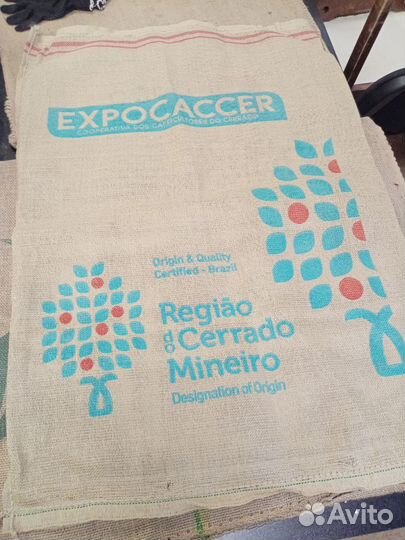 EXPOCACCER
COOPERATIVA DOS CAFEICULTORES DO CERRADO
Origin & Quality
Certified - Brazil
Região
do Cerrado
Mineiro
Designation of Origin
Avito